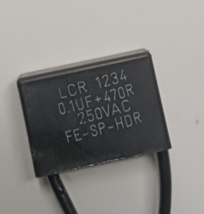 LCR 1234
0.1UF+470R
250VAC
FE-SP-HDR